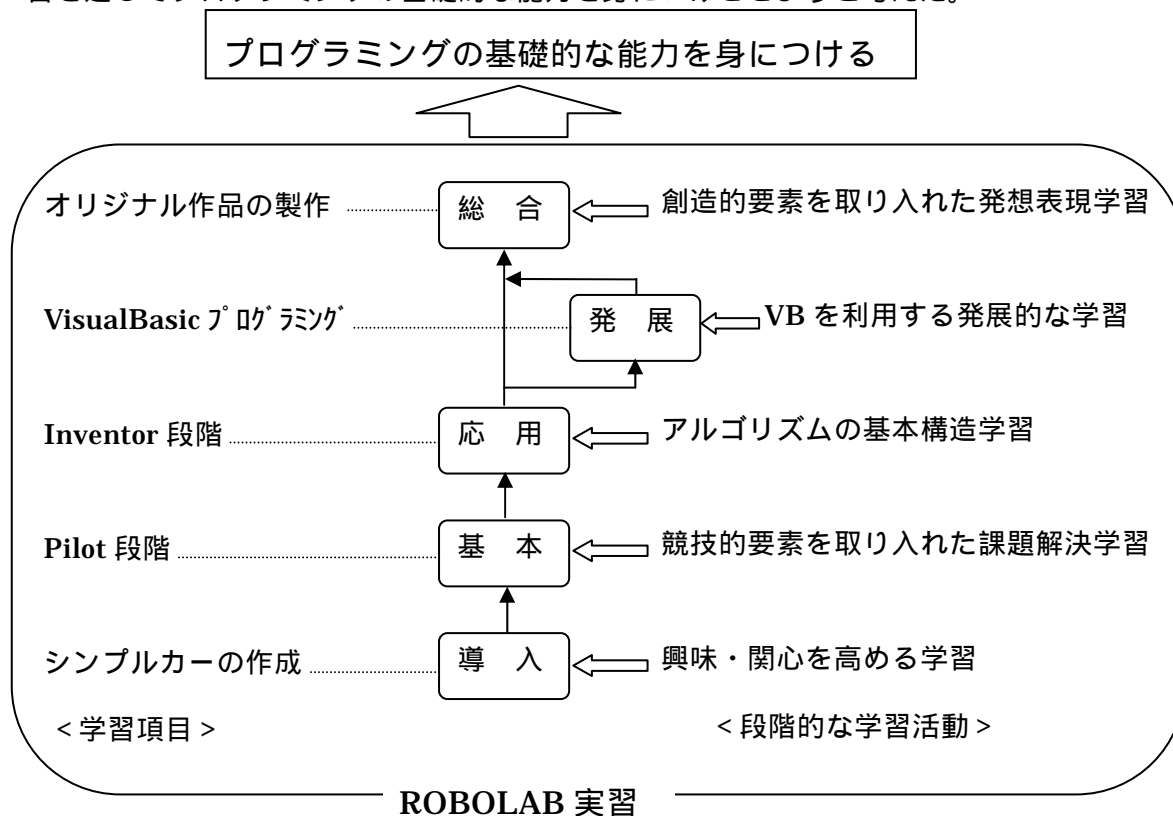 プログラミングの基礎的な能力を身につける
オリジナル作品の製作 総 合 創造的要素を取り入れた発想表現学習
VisualBasic ﾌﾟﾛｸﾞﾗﾐﾝｸﾞ 発 展 VB を利用する発展的な学習
Inventor 段階 応 用 アルゴリズムの基本構造学習
Pilot 段階 基 本 競技的要素を取り入れた課題解決学習
シンプルカーの作成 導 入 興味・関心を高める学習
<学習項目> <段階的な学習活動>
ROBOLAB 実習